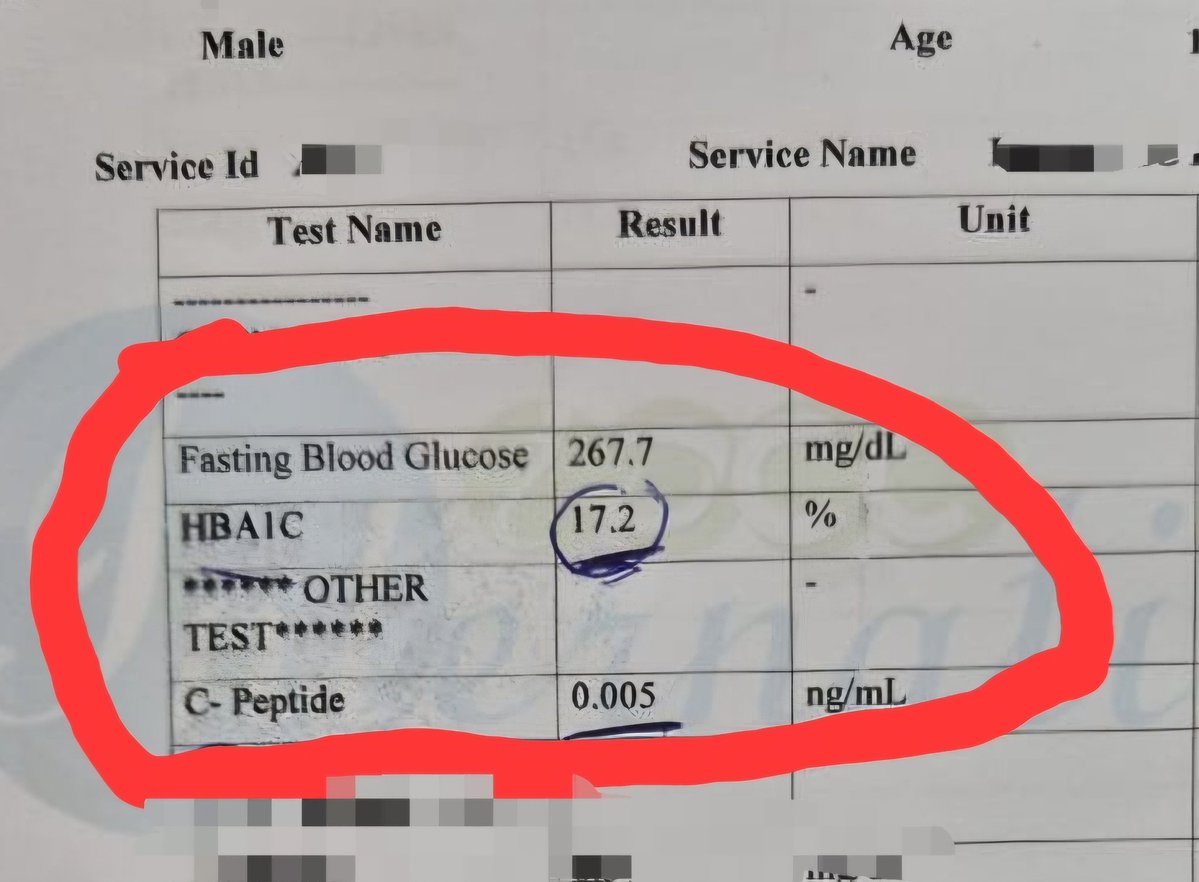 Male Age
Service Id Service Name
Test Name Result Unit
---------------- -
----
Fasting Blood Glucose 267.7 mg/dL
HBA1C 17.2 %
****** OTHER -
TEST******
C- Peptide 0.005 ng/mL